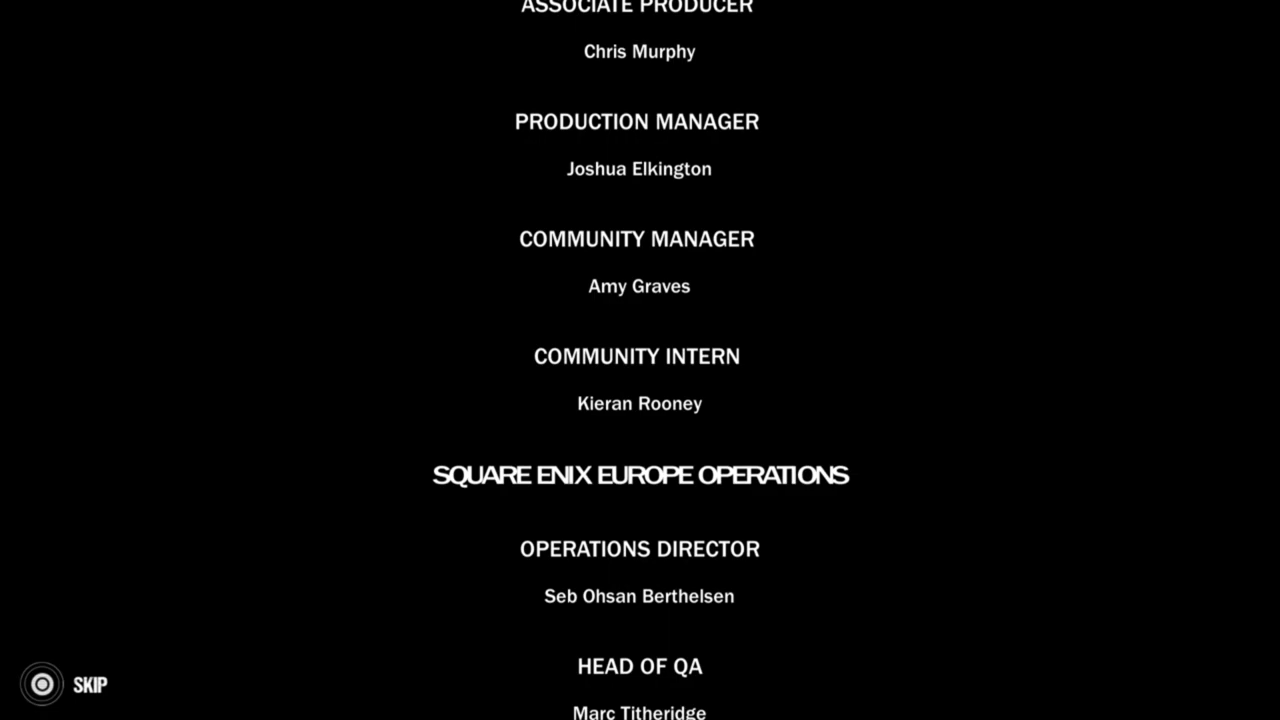 ASSOCIATE PRODUCER
Chris Murphy
PRODUCTION MANAGER
Joshua Elkington
COMMUNITY MANAGER
Amy Graves
COMMUNITY INTERN
Kieran Rooney
SQUARE ENIX EUROPE OPERATIONS
OPERATIONS DIRECTOR
Seb Ohsan Berthelsen
HEAD OF QA
Marc Titheridge
SKIP